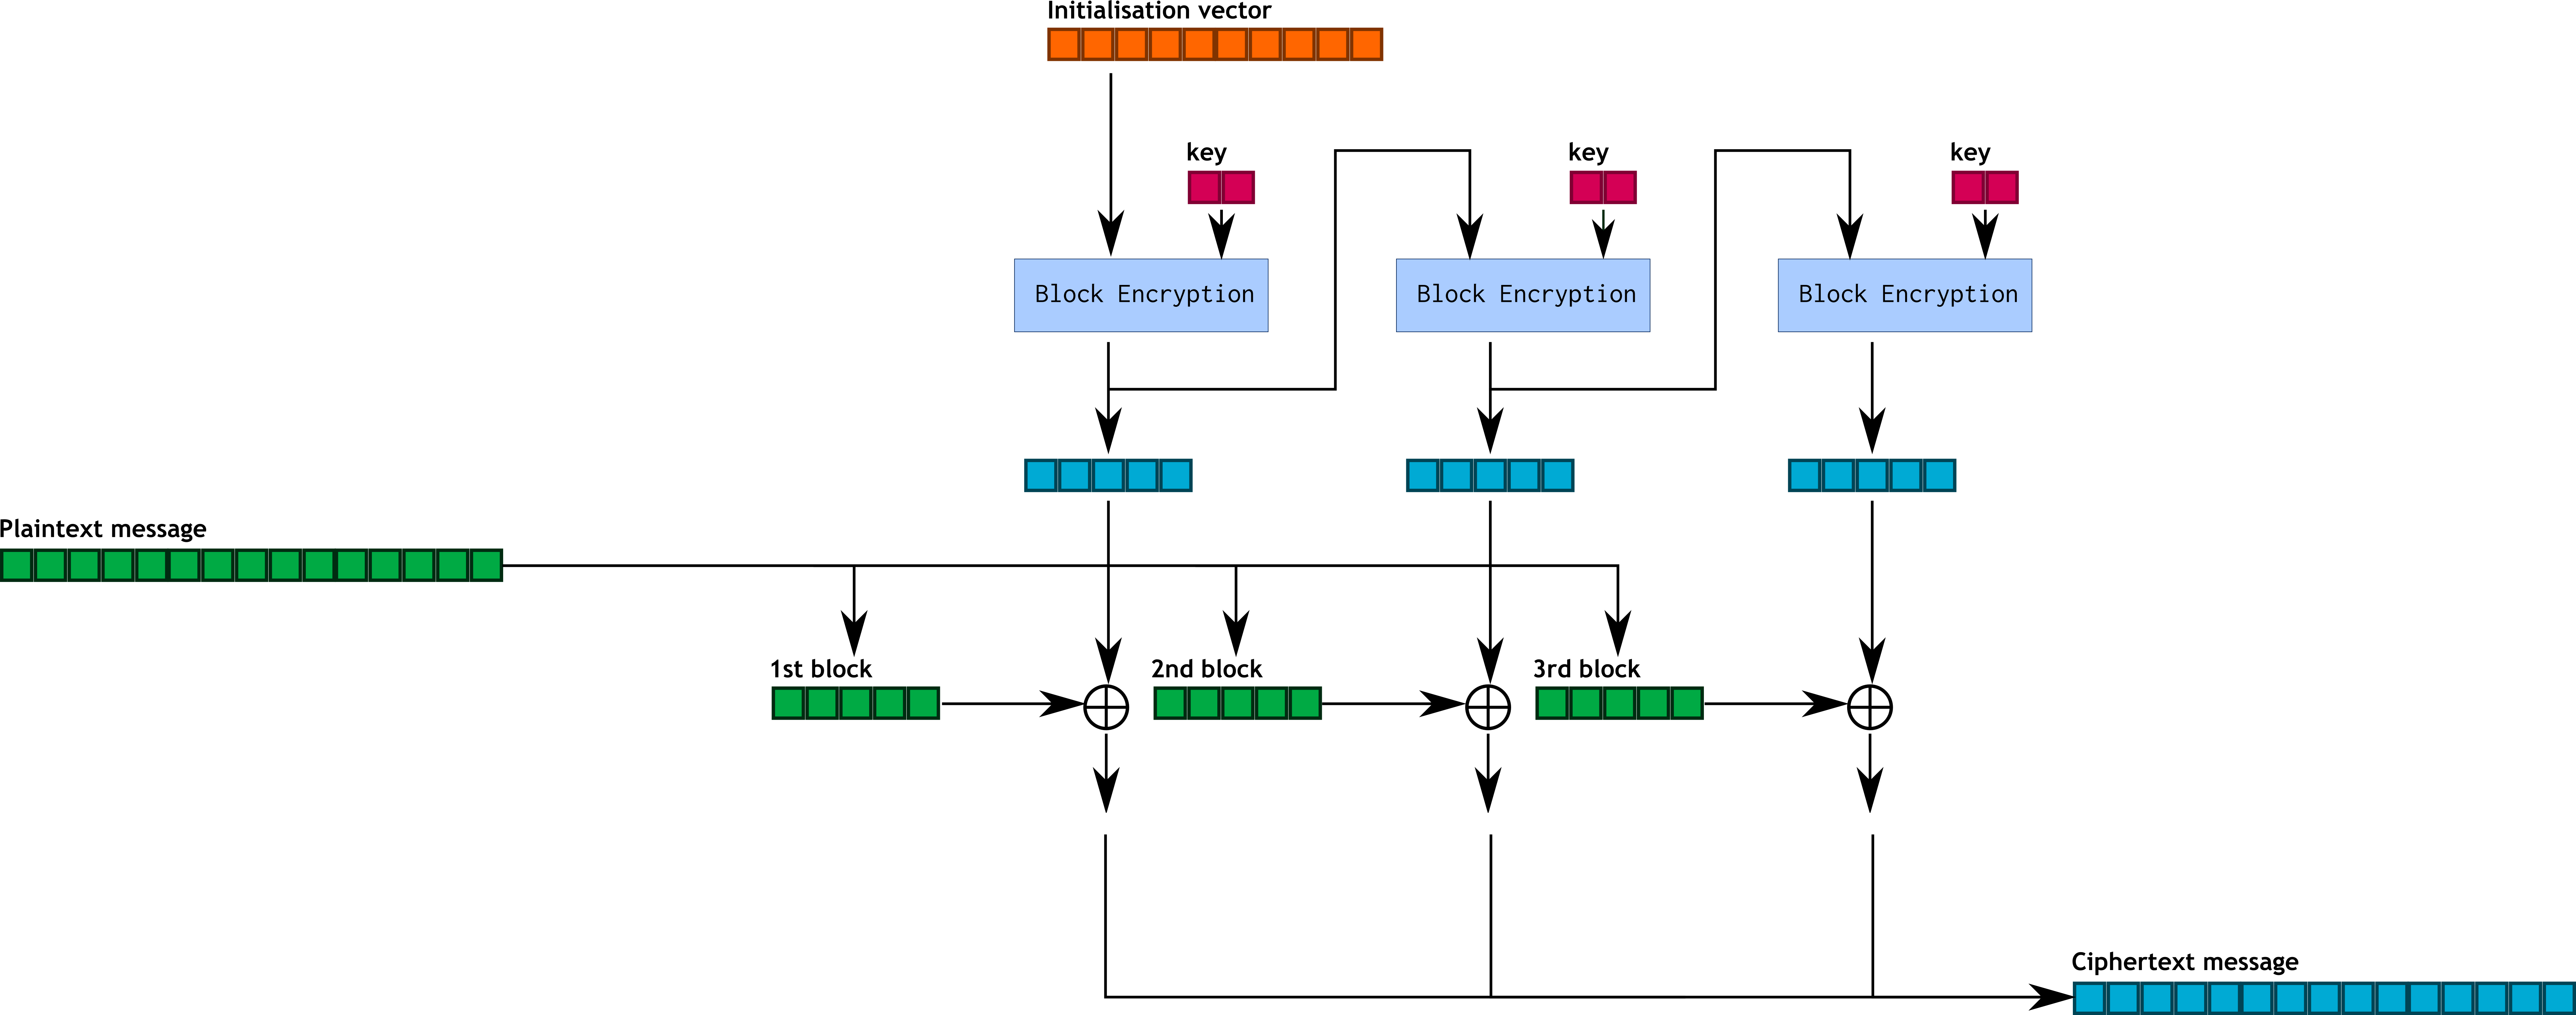 Initialisation vector
key
key
key
Block Encryption
Block Encryption
Block Encryption
Plaintext message
1st block
2nd block
3rd block
Ciphertext message